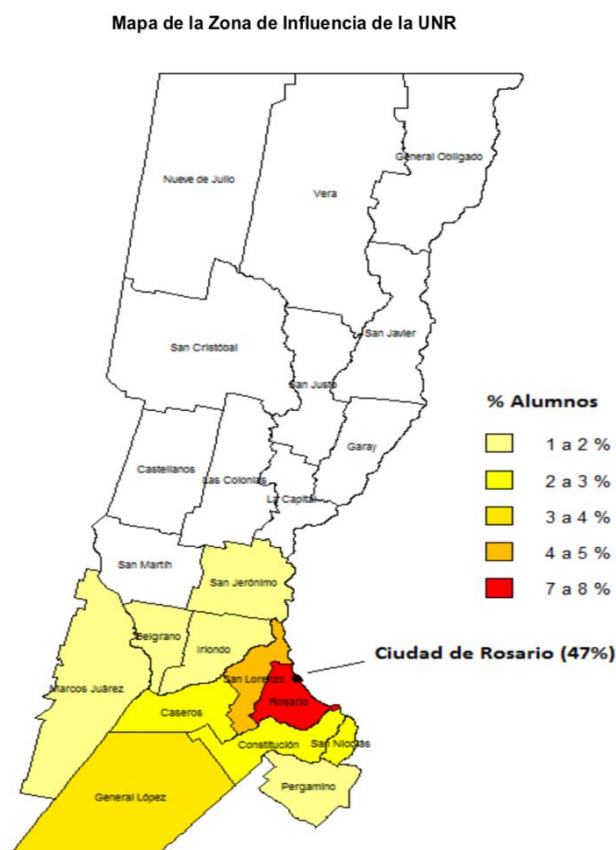 Mapa de la Zona de Influencia de la UNR
General Obligado
Nueve de Julio
Vera
San Javier
San Cristóbal
San Justo
Garay
Castellanos
Las Colonias
La Capital
San Martín
San Jerónimo
Belgrano
Iriondo
Marcos Juárez
San Lorenzo
Rosario
Caseros
Constitución
San Nicolás
General López
Pergamino
% Alumnos
1 a 2 %
2 a 3 %
3 a 4 %
4 a 5 %
7 a 8 %
Ciudad de Rosario (47%)